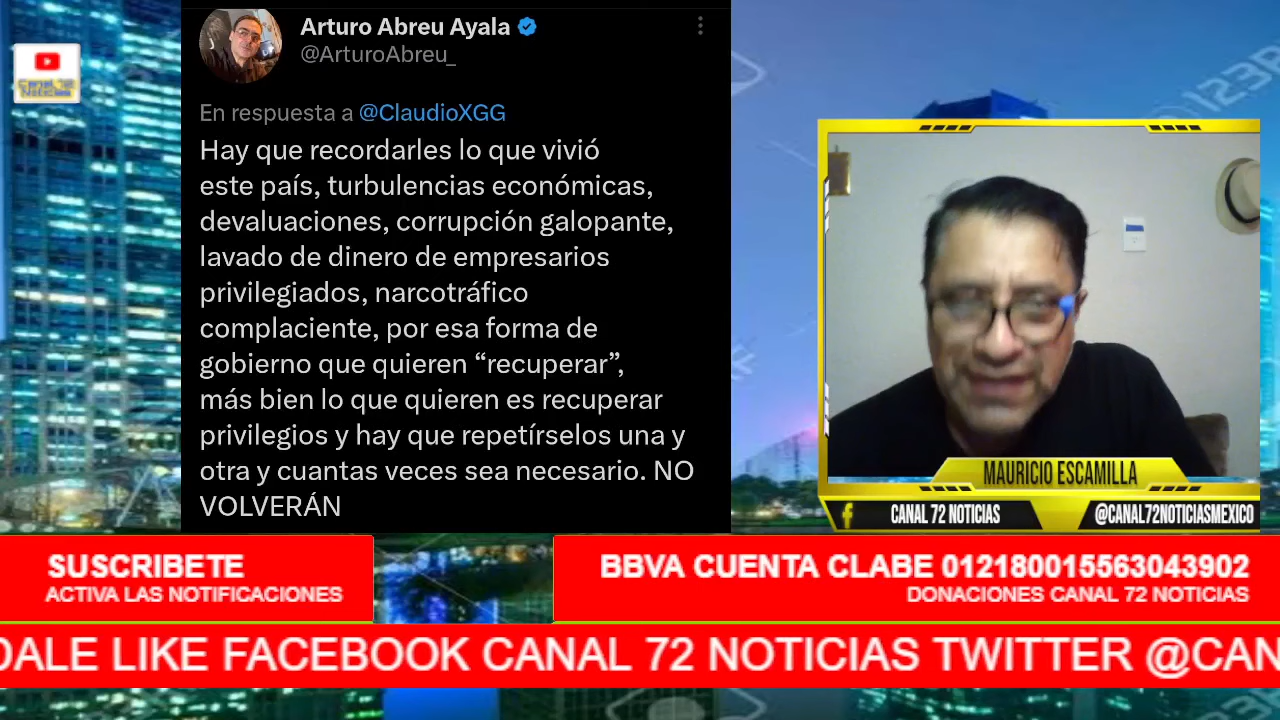 Canal 72
Noticias
Arturo Abreu Ayala
@ArturoAbreu_
En respuesta a @ClaudioXGG
Hay que recordarles lo que vivió
este país, turbulencias económicas,
devaluaciones, corrupción galopante,
lavado de dinero de empresarios
privilegiados, narcotráfico
complaciente, por esa forma de
gobierno que quieren “recuperar”,
más bien lo que quieren es recuperar
privilegios y hay que repetírselos una y
otra y cuantas veces sea necesario. NO
VOLVERÁN
MAURICIO ESCAMILLA
CANAL 72 NOTICIAS
@CANAL72NOTICIASMEXICO
SUSCRIBETE
ACTIVA LAS NOTIFICACIONES
BBVA CUENTA CLABE 012180015563043902
DONACIONES CANAL 72 NOTICIAS
DALE LIKE FACEBOOK CANAL 72 NOTICIAS TWITTER @CAN